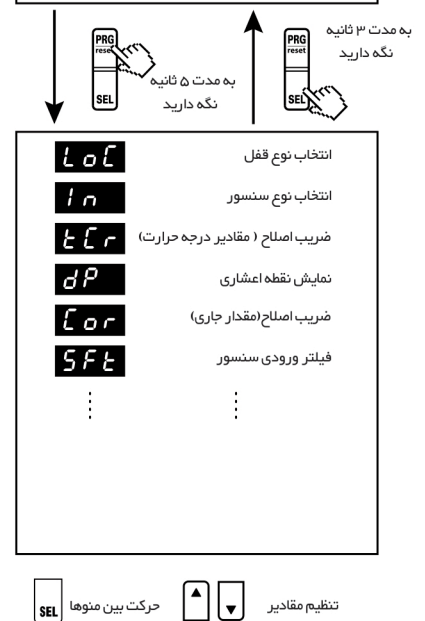 PRG
reset
SEL
به مدت ۵ ثانیه
نگه دارید
PRG
reset
SEL
به مدت ۳ ثانیه
نگه دارید
LoC انتخاب نوع قفل
In انتخاب نوع سنسور
tCr ضریب اصلاح ( مقادیر درجه حرارت)
dP نمایش نقطه اعشاری
Cor ضریب اصلاح(مقدار جاری)
SFt فیلتر ورودی سنسور
SEL حرکت بین منوها
تنظیم مقادیر